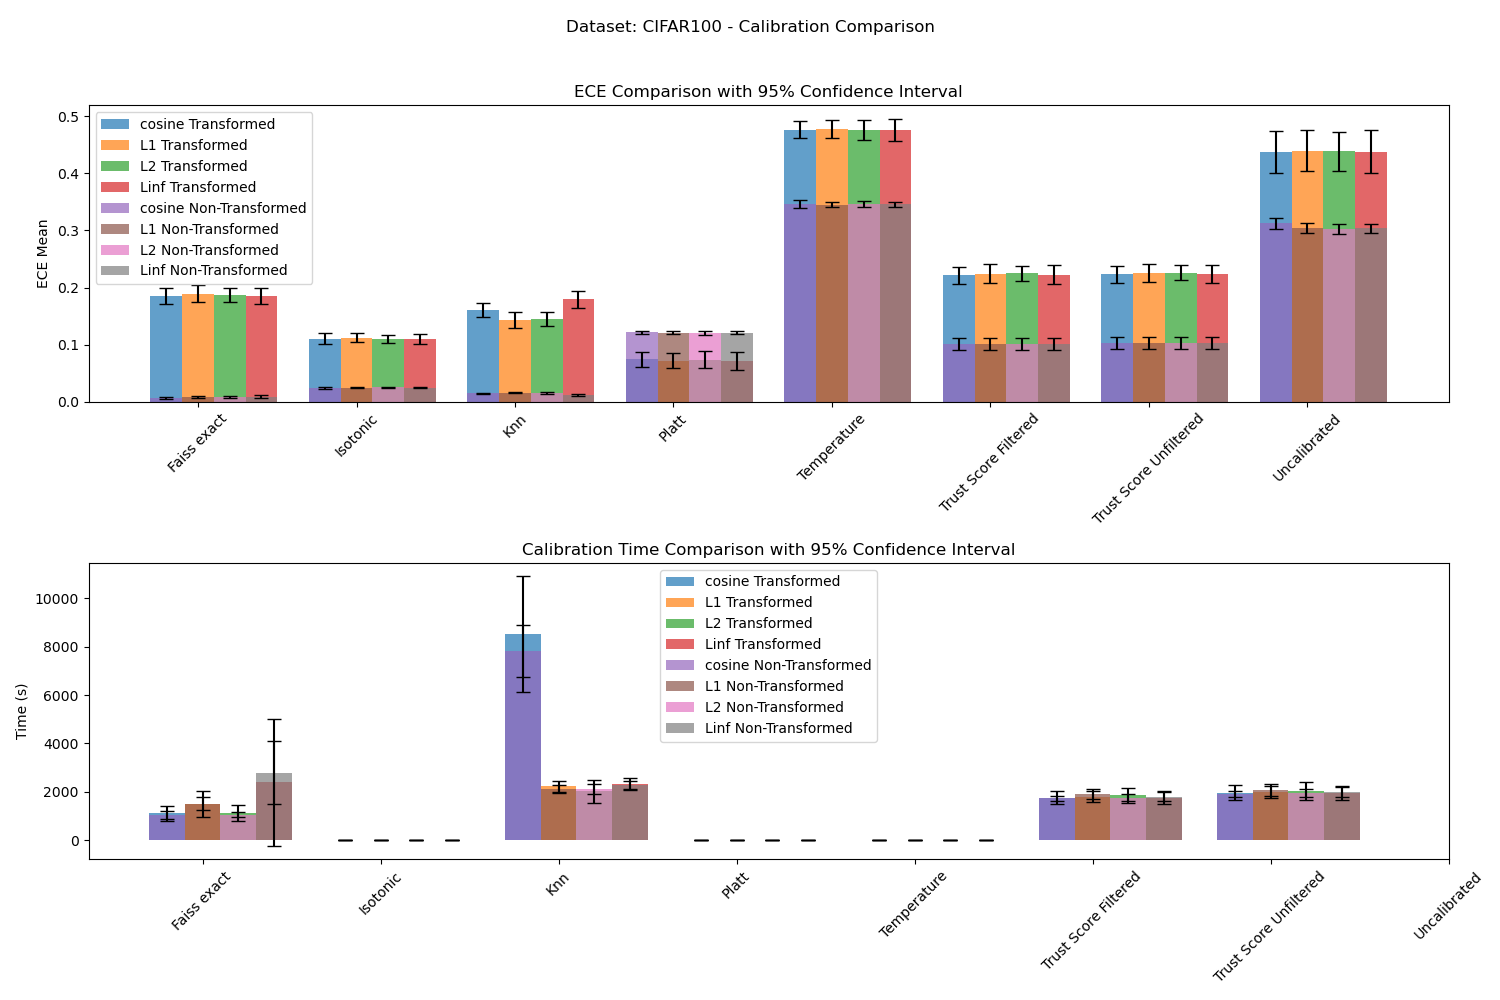 Dataset: CIFAR100 - Calibration Comparison
ECE Comparison with 95% Confidence Interval
ECE Mean
0.5
0.4
0.3
0.2
0.1
0.0
cosine Transformed
L1 Transformed
L2 Transformed
Linf Transformed
cosine Non-Transformed
L1 Non-Transformed
L2 Non-Transformed
Linf Non-Transformed
Faiss exact
Isotonic
Knn
Platt
Temperature
Trust Score Filtered
Trust Score Unfiltered
Uncalibrated
Calibration Time Comparison with 95% Confidence Interval
Time (s)
10000
8000
6000
4000
2000
0
cosine Transformed
L1 Transformed
L2 Transformed
Linf Transformed
cosine Non-Transformed
L1 Non-Transformed
L2 Non-Transformed
Linf Non-Transformed
Faiss exact
Isotonic
Knn
Platt
Temperature
Trust Score Filtered
Trust Score Unfiltered
Uncalibrated